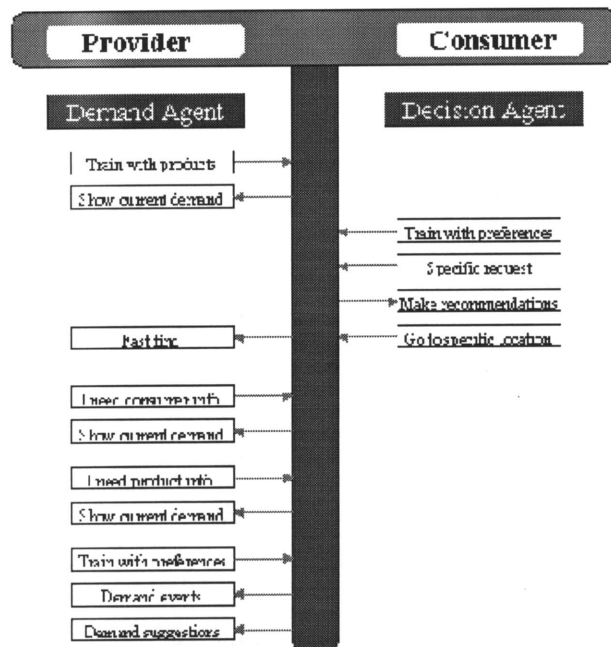 Provider
Consumer
Demand Agent
Decision Agent
Train with products
Show current demand
Train with preferences
Specific request
Make recommendations
Go to specific location
Fast find
I need consumer info
Show current demand
I need product info
Show current demand
Train with preferences
Demand events
Demand suggestions